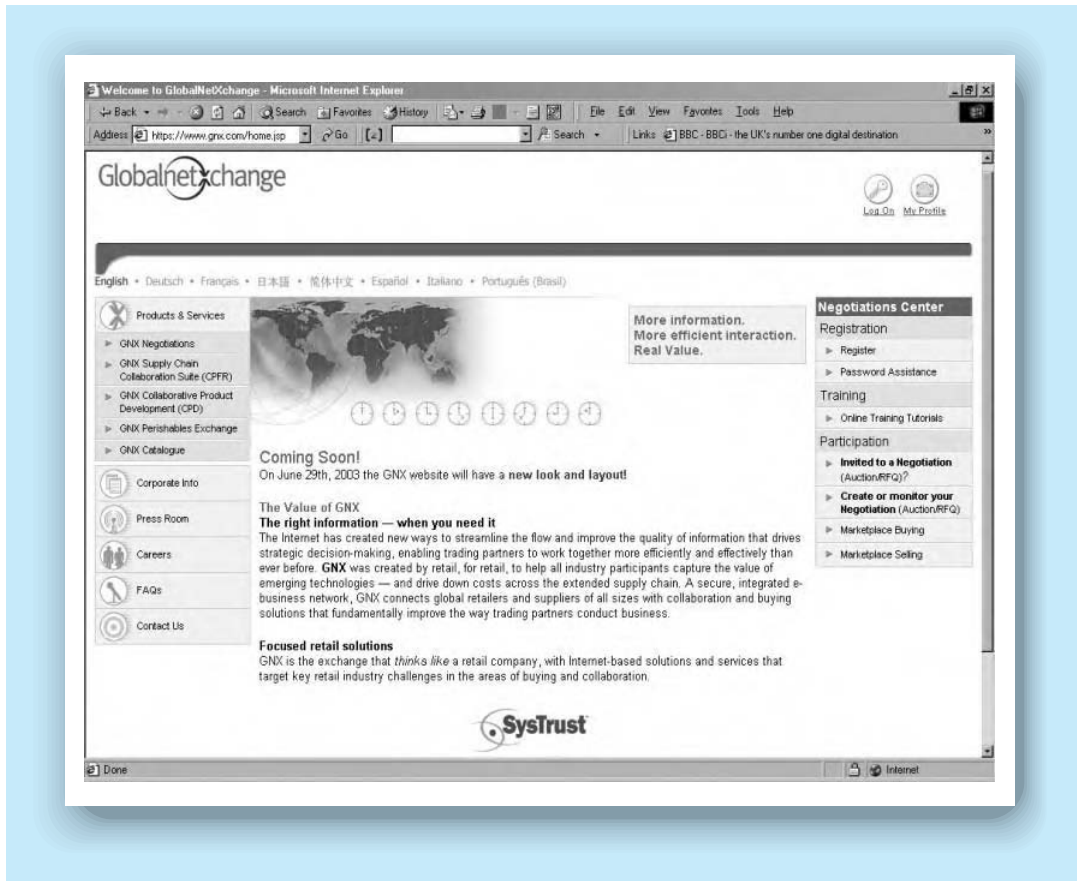 Welcome to GlobalNetXchange - Microsoft Internet Explorer
Back Search Favorites History File Edit View Favorites Tools Help
Address https://www.gnx.com/home.jsp Go Search Links BBC - BBCi - the UK's number one digital destination
Globalnetxchange
Log On My Profile
English • Deutsch • Français • 日本語 • 简体中文 • Español • Italiano • Português (Brasil)
Products & Services
GNX Negotiations
GNX Supply Chain
Collaboration Suite (CPFR)
GNX Collaborative Product
Development (CPD)
GNX Perishables Exchange
GNX Catalogue
Corporate Info
Press Room
Careers
FAQs
Contact Us
More information.
More efficient interaction.
Real Value.
Coming Soon!
On June 29th, 2003 the GNX website will have a new look and layout!
The Value of GNX
The right information — when you need it
The Internet has created new ways to streamline the flow and improve the quality of information that drives
strategic decision-making, enabling trading partners to work together more efficiently and effectively than
ever before. GNX was created by retail, for retail, to help all industry participants capture the value of
emerging technologies — and drive down costs across the extended supply chain. A secure, integrated e-
business network, GNX connects global retailers and suppliers of all sizes with collaboration and buying
solutions that fundamentally improve the way trading partners conduct business.
Focused retail solutions
GNX is the exchange that thinks like a retail company, with Internet-based solutions and services that
target key retail industry challenges in the areas of buying and collaboration.
SysTrust
Negotiations Center
Registration
Register
Password Assistance
Training
Online Training Tutorials
Participation
Invited to a Negotiation
(Auction/RFQ)?
Create or monitor your
Negotiation (Auction/RFQ)
Marketplace Buying
Marketplace Selling
Done Internet